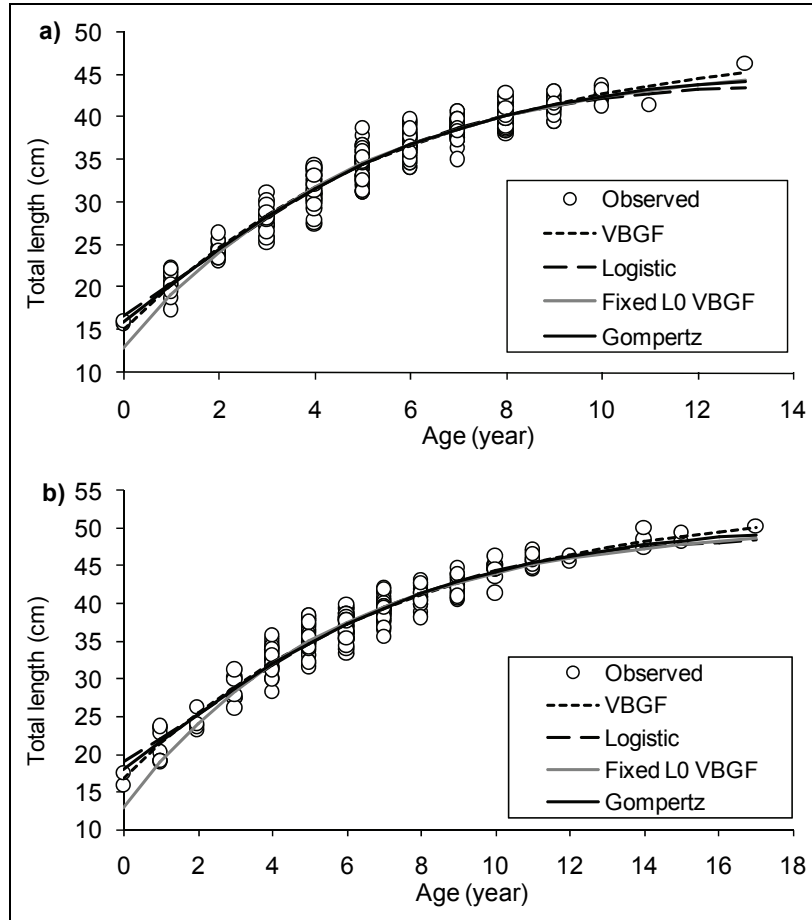 a)
50
45
40
35
30
25
20
15
10
Total length (cm)
Observed
VBGF
Logistic
Fixed L0 VBGF
Gompertz
0 2 4 6 8 10 12 14
Age (year)
b)
55
50
45
40
35
30
25
20
15
10
Total length (cm)
Observed
VBGF
Logistic
Fixed L0 VBGF
Gompertz
0 2 4 6 8 10 12 14 16 18
Age (year)